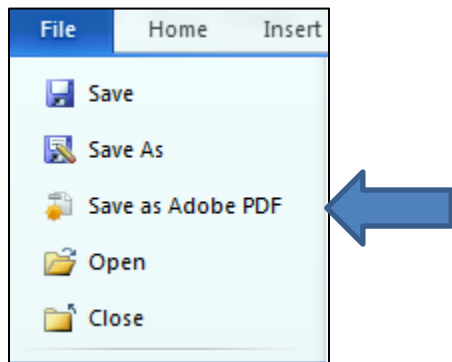 File Home Insert
Save
Save As
Save as Adobe PDF
Open
Close